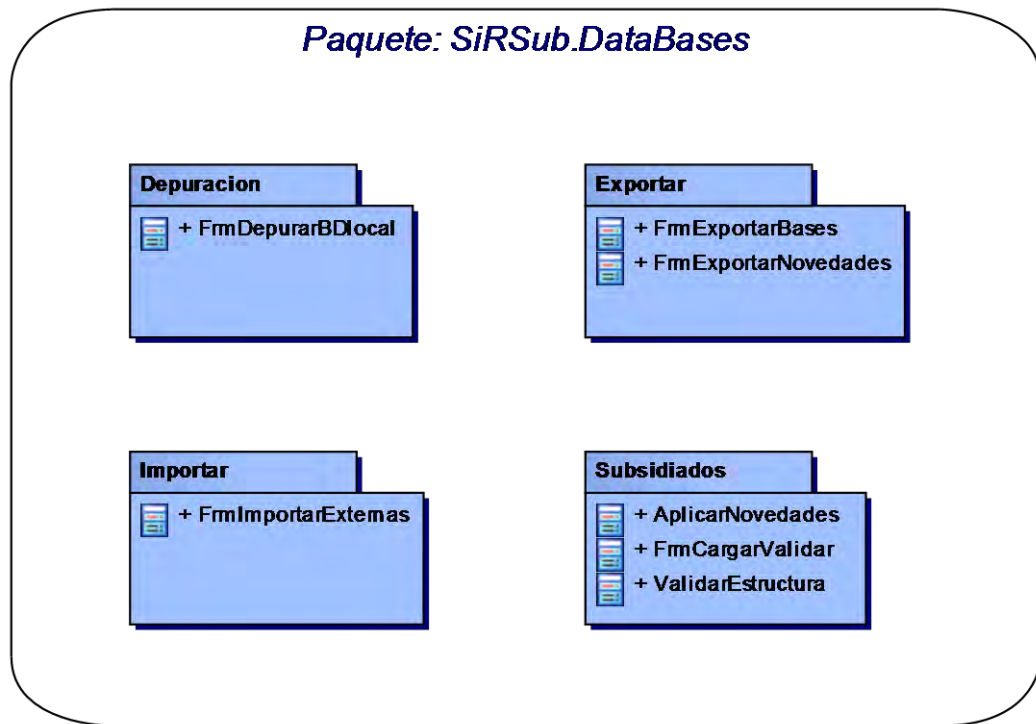 Paquete: SiRSub.DataBases
Depuracion
+ FrmDepurarBDlocal
Exportar
+ FrmExportarBases
+ FrmExportarNovedades
Importar
+ FrmImportarExternas
Subsidiados
+ AplicarNovedades
+ FrmCargarValidar
+ ValidarEstructura